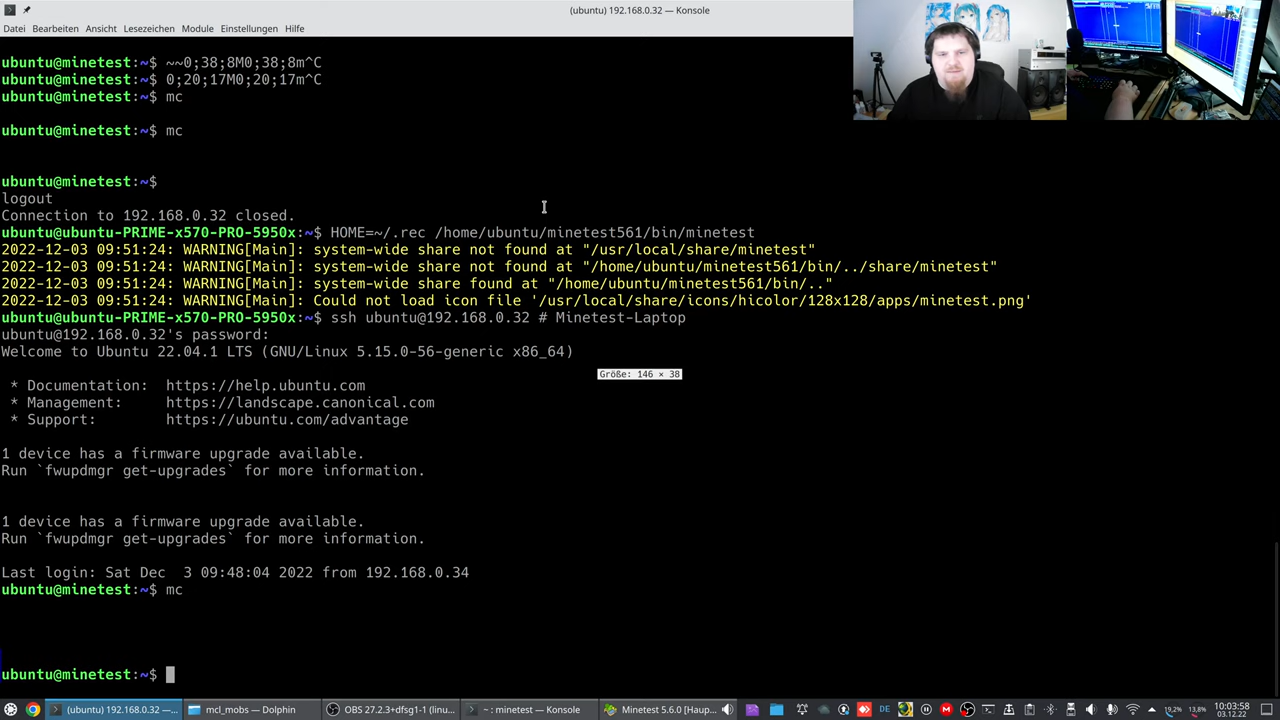 (ubuntu) 192.168.0.32 — Konsole
Datei Bearbeiten Ansicht Lesezeichen Module Einstellungen Hilfe
ubuntu@minetest:~$ ~~0;38;8M0;38;8m^C
ubuntu@minetest:~$ 0;20;17M0;20;17m^C
ubuntu@minetest:~$ mc
ubuntu@minetest:~$ mc
ubuntu@minetest:~$
logout
Connection to 192.168.0.32 closed.
ubuntu@ubuntu-PRIME-x570-PRO-5950x:~$ HOME=~/.rec /home/ubuntu/minetest561/bin/minetest
2022-12-03 09:51:24: WARNING[Main]: system-wide share not found at "/usr/local/share/minetest"
2022-12-03 09:51:24: WARNING[Main]: system-wide share not found at "/home/ubuntu/minetest561/bin/../share/minetest"
2022-12-03 09:51:24: WARNING[Main]: system-wide share found at "/home/ubuntu/minetest561/bin/.."
2022-12-03 09:51:24: WARNING[Main]: Could not load icon file '/usr/local/share/icons/hicolor/128x128/apps/minetest.png'
ubuntu@ubuntu-PRIME-x570-PRO-5950x:~$ ssh ubuntu@192.168.0.32 # Minetest-Laptop
ubuntu@192.168.0.32's password:
Welcome to Ubuntu 22.04.1 LTS (GNU/Linux 5.15.0-56-generic x86_64)
Größe: 146 × 38
* Documentation: https://help.ubuntu.com
* Management: https://landscape.canonical.com
* Support: https://ubuntu.com/advantage
1 device has a firmware upgrade available.
Run `fwupdmgr get-upgrades` for more information.
1 device has a firmware upgrade available.
Run `fwupdmgr get-upgrades` for more information.
Last login: Sat Dec 3 09:48:04 2022 from 192.168.0.34
ubuntu@minetest:~$ mc
ubuntu@minetest:~$
(ubuntu) 192.168.0.32 —... mcl_mobs — Dolphin OBS 27.2.3+dfsg1-1 (linu... ~ : minetest — Konsole Minetest 5.6.0 [Haup... DE 19,2% 13,8% 10:03:58
03.12.22